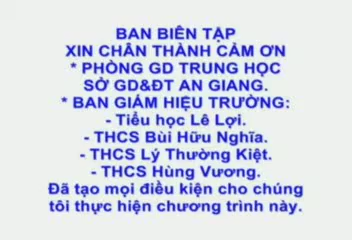 BAN BIÊN TẬP
XIN CHÂN THÀNH CẢM ƠN
* PHÒNG GD TRUNG HỌC
SỞ GD&ĐT AN GIANG.
* BAN GIÁM HIỆU TRƯỜNG:
- Tiểu học Lê Lợi.
- THCS Bùi Hữu Nghĩa.
- THCS Lý Thường Kiệt.
- THCS Hùng Vương.
Đã tạo mọi điều kiện cho chúng
tôi thực hiện chương trình này.